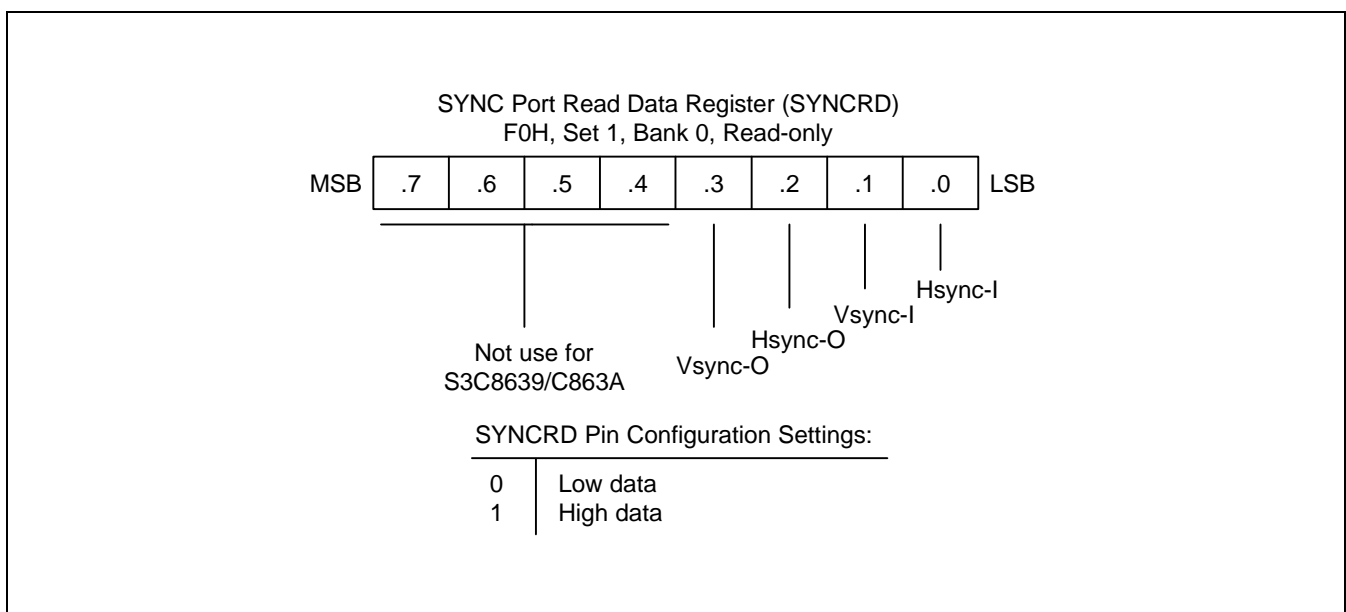 SYNC Port Read Data Register (SYNCRD)
F0H, Set 1, Bank 0, Read-only
MSB .7 .6 .5 .4 .3 .2 .1 .0 LSB
Hsync-I
Vsync-I
Hsync-O
Vsync-O
Not use for
S3C8639/C863A
SYNCRD Pin Configuration Settings:
0 Low data
1 High data